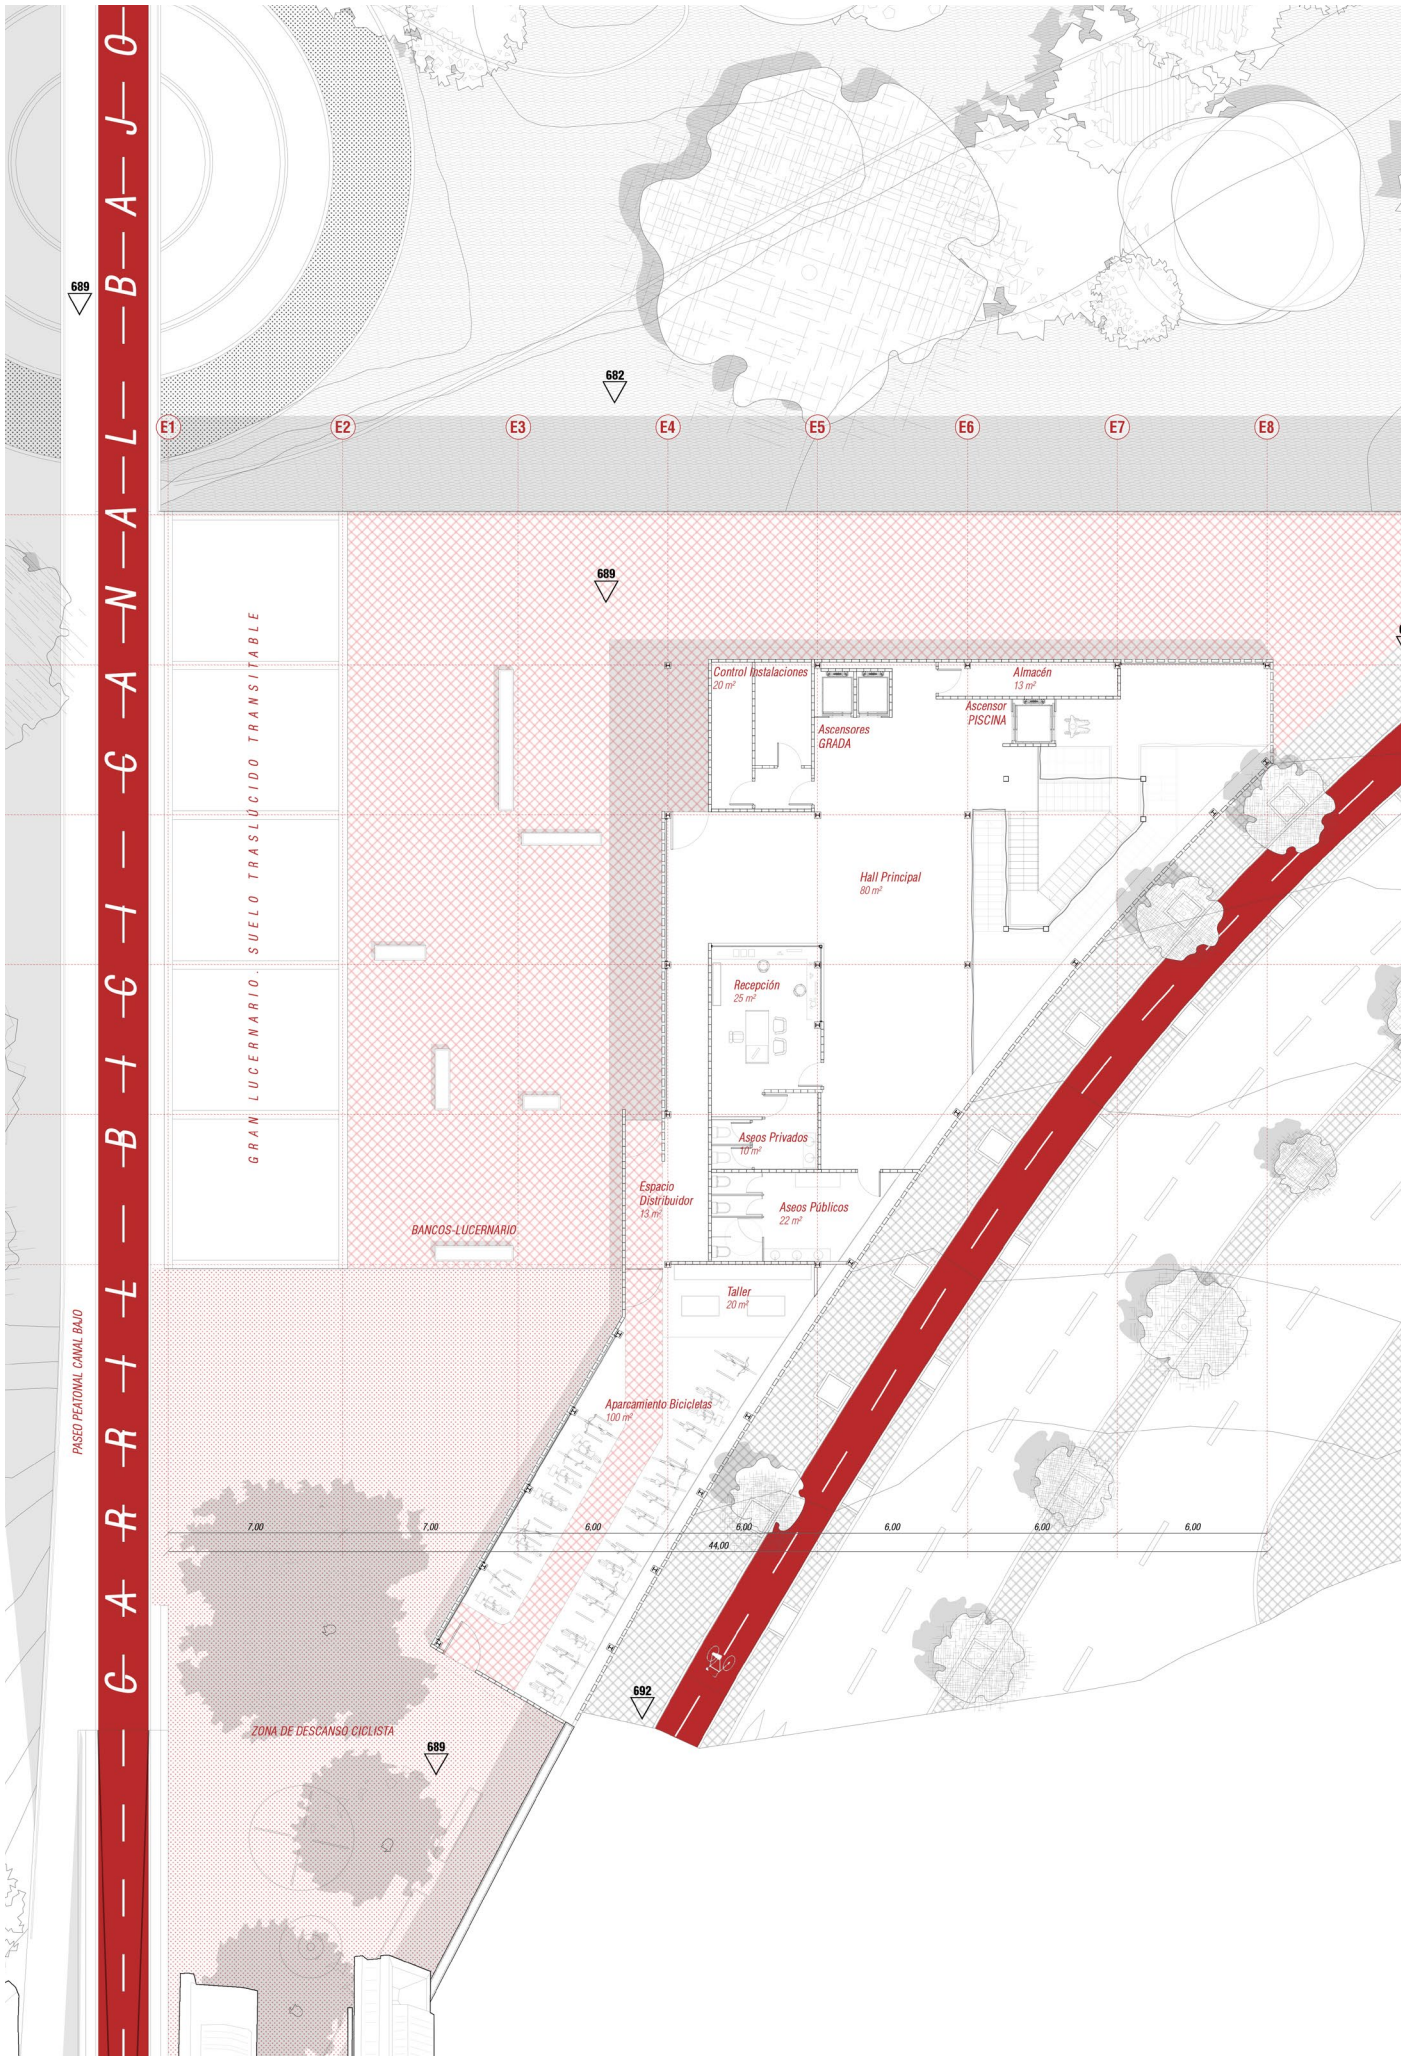 CARRIL BICI CANAL BAJO
689
682
E1
E2
E3
E4
E5
E6
E7
E8
689
GRAN LUCERNARIO. SUELO TRASLÚCIDO TRANSITABLE
Control Instalaciones
20 m²
Almacén
13 m²
Ascensor
PISCINA
Ascensores
GRADA
Hall Principal
80 m²
Recepción
25 m²
Aseos Privados
10 m²
Espacio
Distribuidor
13 m²
Aseos Públicos
22 m²
BANCOS-LUCERNARIO
Taller
20 m²
PASEO PEATONAL CANAL BAJO
Aparcamiento Bicicletas
100 m²
7,00
7,00
6,00
6,00
6,00
6,00
6,00
44,00
692
ZONA DE DESCANSO CICLISTA
689